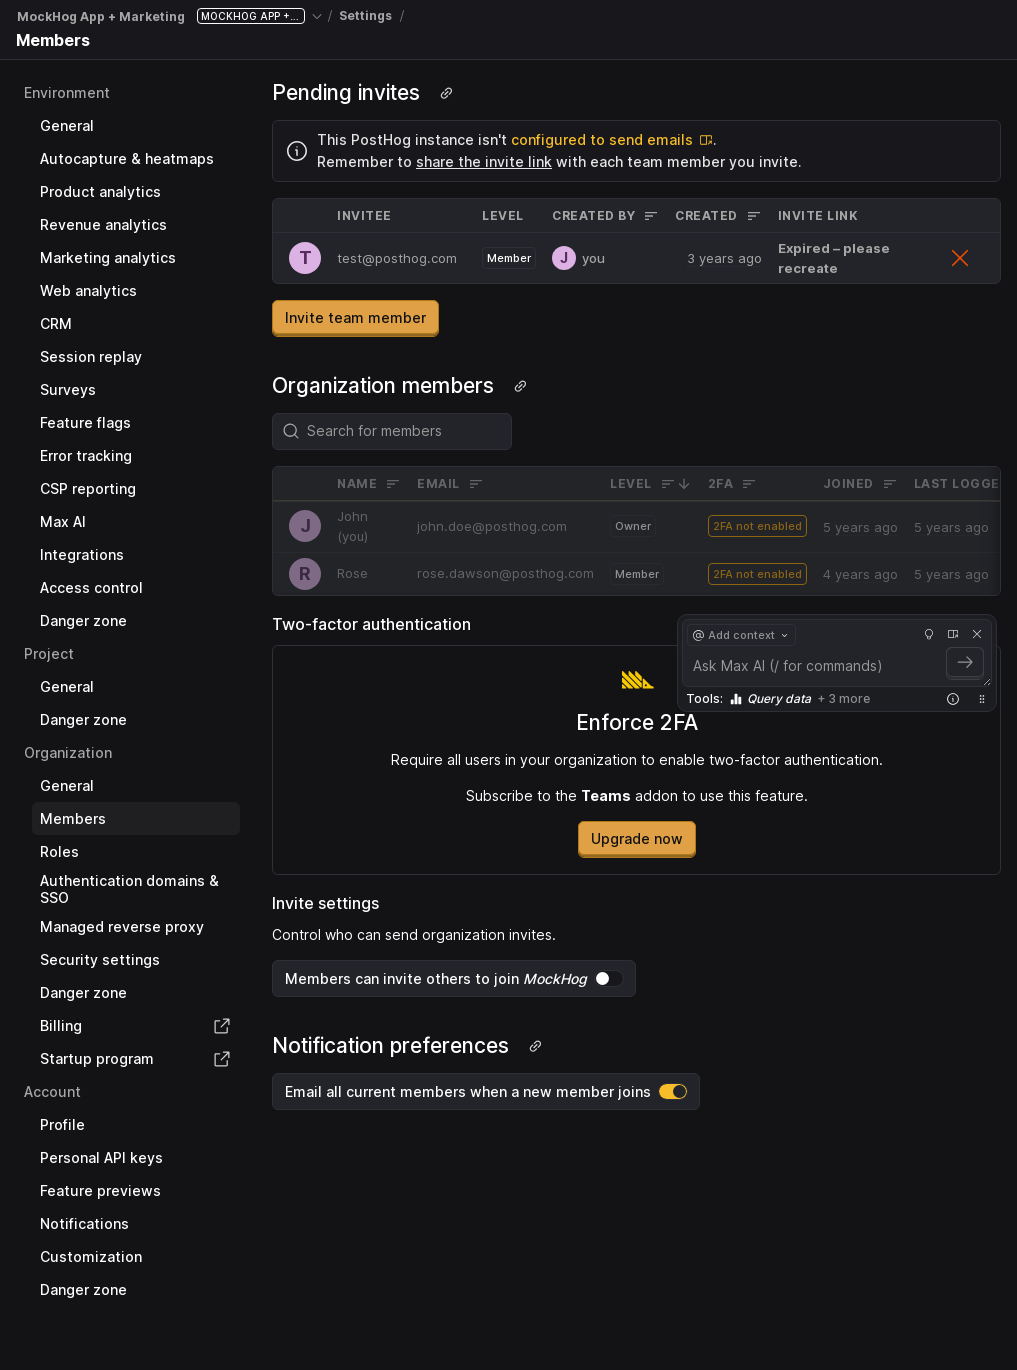 MockHog App + Marketing MOCKHOG APP +... / Settings /
Members
Environment
General
Autocapture & heatmaps
Product analytics
Revenue analytics
Marketing analytics
Web analytics
CRM
Session replay
Surveys
Feature flags
Error tracking
CSP reporting
Max AI
Integrations
Access control
Danger zone
Project
General
Danger zone
Organization
General
Members
Roles
Authentication domains &
SSO
Managed reverse proxy
Security settings
Danger zone
Billing
Startup program
Account
Profile
Personal API keys
Feature previews
Notifications
Customization
Danger zone
Pending invites
This PostHog instance isn't configured to send emails.
Remember to share the invite link with each team member you invite.
INVITEE LEVEL CREATED BY CREATED INVITE LINK
T test@posthog.com Member J you 3 years ago Expired – please
recreate
Invite team member
Organization members
Search for members
NAME EMAIL LEVEL 2FA JOINED LAST LOGGE
J John
(you) john.doe@posthog.com Owner 2FA not enabled 5 years ago 5 years ago
R Rose rose.dawson@posthog.com Member 2FA not enabled 4 years ago 5 years ago
Two-factor authentication
@ Add context
Ask Max AI (/ for commands)
Tools: Query data + 3 more
Enforce 2FA
Require all users in your organization to enable two-factor authentication.
Subscribe to the Teams addon to use this feature.
Upgrade now
Invite settings
Control who can send organization invites.
Members can invite others to join MockHog
Notification preferences
Email all current members when a new member joins